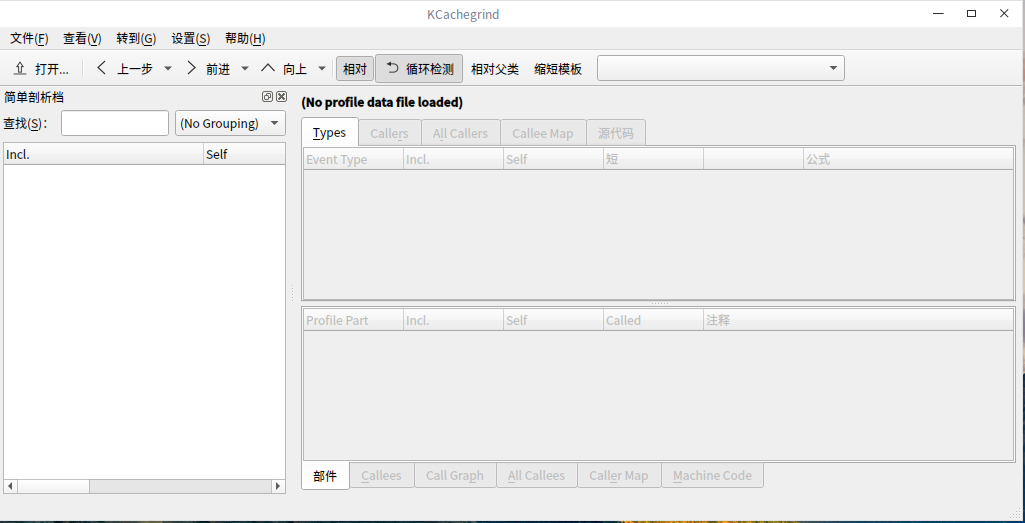 KCachegrind
文件(F) 查看(V) 转到(G) 设置(S) 帮助(H)
打开... 上一步 前进 向上 相对 循环检测 相对父类 缩短模板
简单剖析档
查找(S): (No Grouping)
Incl. Self
(No profile data file loaded)
Types Callers All Callers Callee Map 源代码
Event Type Incl. Self 短 公式
Profile Part Incl. Self Called 注释
部件 Callees Call Graph All Callees Caller Map Machine Code